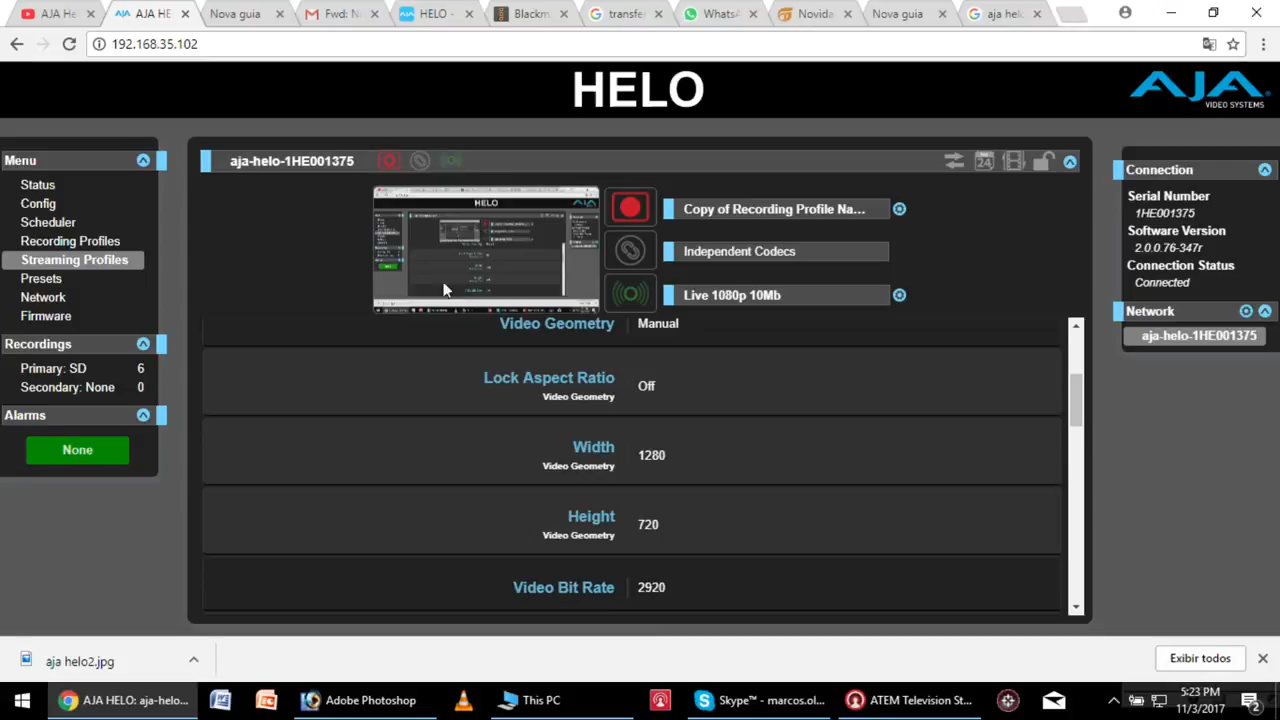 AJA He
AJA HE
Nova guia
Fwd: N
HELO -
Blackm
transfe
Whats
Novida
Nova guia
aja hel
192.168.35.102
HELO
AJA
VIDEO SYSTEMS
Menu
Status
Config
Scheduler
Recording Profiles
Streaming Profiles
Presets
Network
Firmware
Recordings
Primary: SD 6
Secondary: None 0
Alarms
None
aja-helo-1HE001375
24
HELO
Copy of Recording Profile Na...
Independent Codecs
Live 1080p 10Mb
Video Geometry Manual
Lock Aspect Ratio Off
Video Geometry
Width 1280
Video Geometry
Height 720
Video Geometry
Video Bit Rate 2920
Connection
Serial Number
1HE001375
Software Version
2.0.0.76-347r
Connection Status
Connected
Network
aja-helo-1HE001375
aja helo2.jpg
Exibir todos
AJA HELO: aja-helo...
Adobe Photoshop
This PC
Skype™ - marcos.ol...
ATEM Television St...
5:23 PM
11/3/2017
2